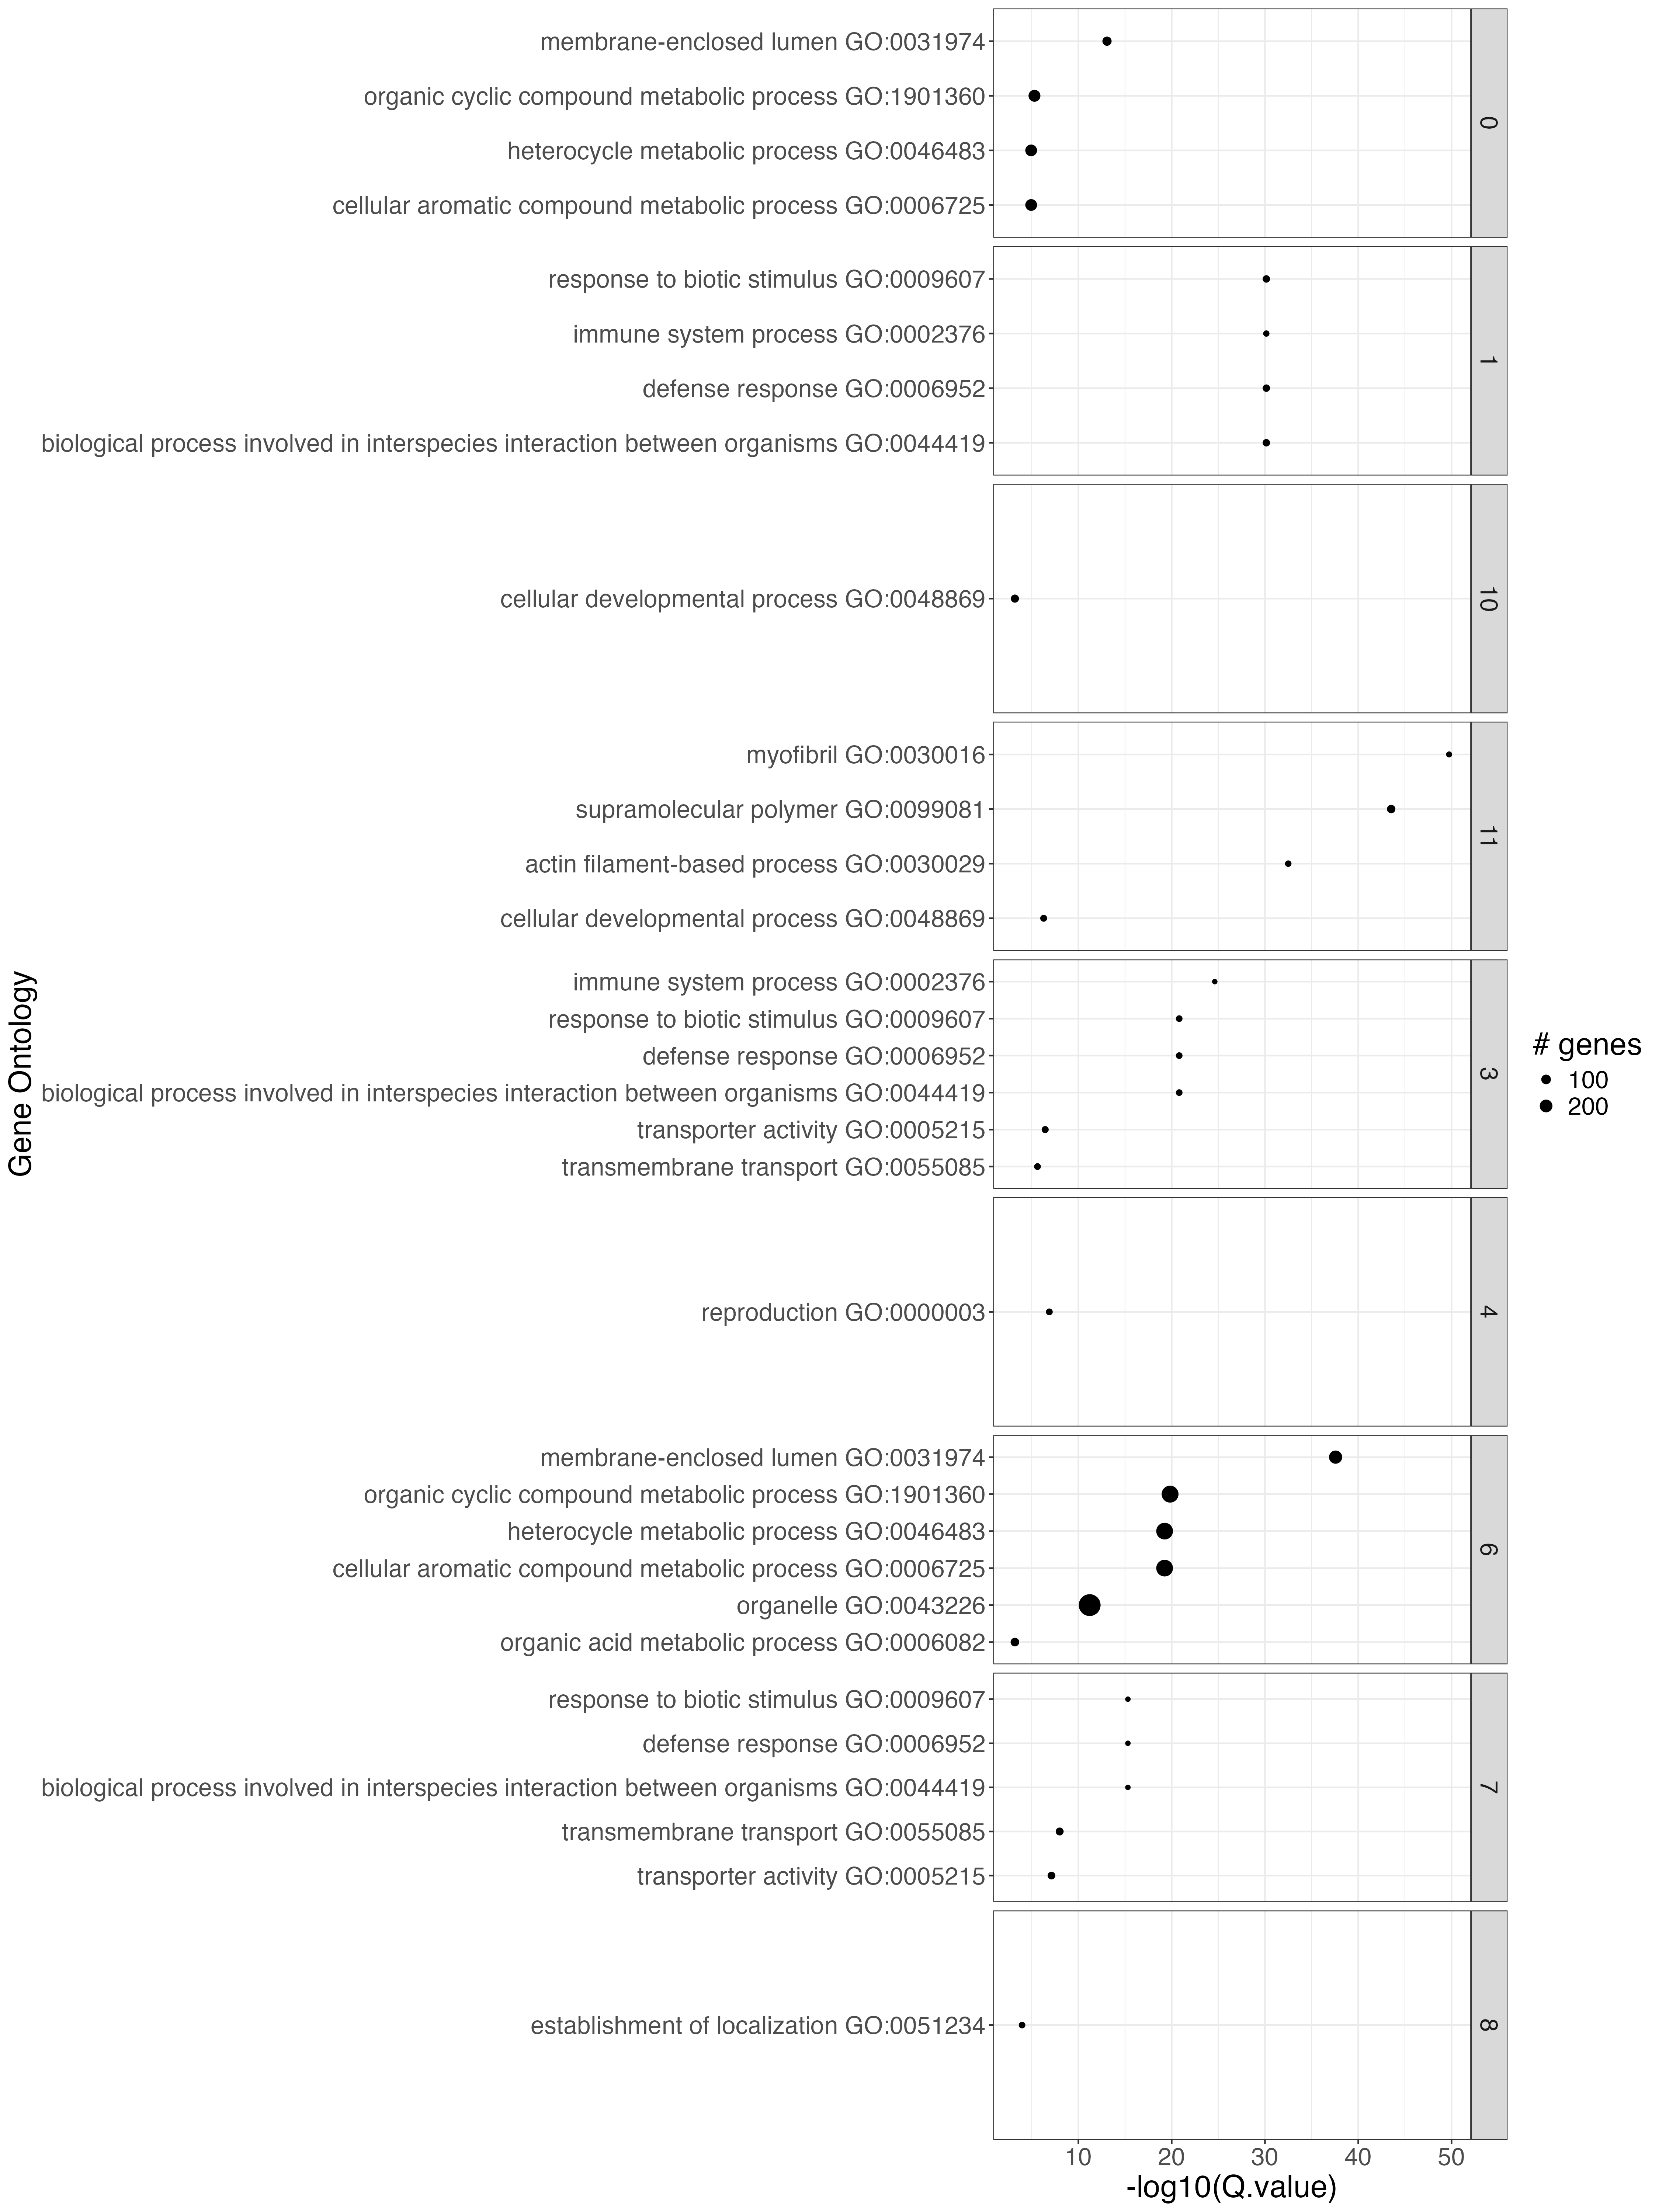 membrane-enclosed lumen GO:0031974
organic cyclic compound metabolic process GO:1901360
heterocycle metabolic process GO:0046483
cellular aromatic compound metabolic process GO:0006725
0
response to biotic stimulus GO:0009607
immune system process GO:0002376
defense response GO:0006952
biological process involved in interspecies interaction between organisms GO:0044419
1
cellular developmental process GO:0048869
10
myofibril GO:0030016
supramolecular polymer GO:0099081
actin filament-based process GO:0030029
cellular developmental process GO:0048869
11
immune system process GO:0002376
response to biotic stimulus GO:0009607
defense response GO:0006952
biological process involved in interspecies interaction between organisms GO:0044419
transporter activity GO:0005215
transmembrane transport GO:0055085
3
reproduction GO:0000003
4
membrane-enclosed lumen GO:0031974
organic cyclic compound metabolic process GO:1901360
heterocycle metabolic process GO:0046483
cellular aromatic compound metabolic process GO:0006725
organelle GO:0043226
organic acid metabolic process GO:0006082
6
response to biotic stimulus GO:0009607
defense response GO:0006952
biological process involved in interspecies interaction between organisms GO:0044419
transmembrane transport GO:0055085
transporter activity GO:0005215
7
establishment of localization GO:0051234
8
10 20 30 40 50
-log10(Q.value)
Gene Ontology
# genes
100
200